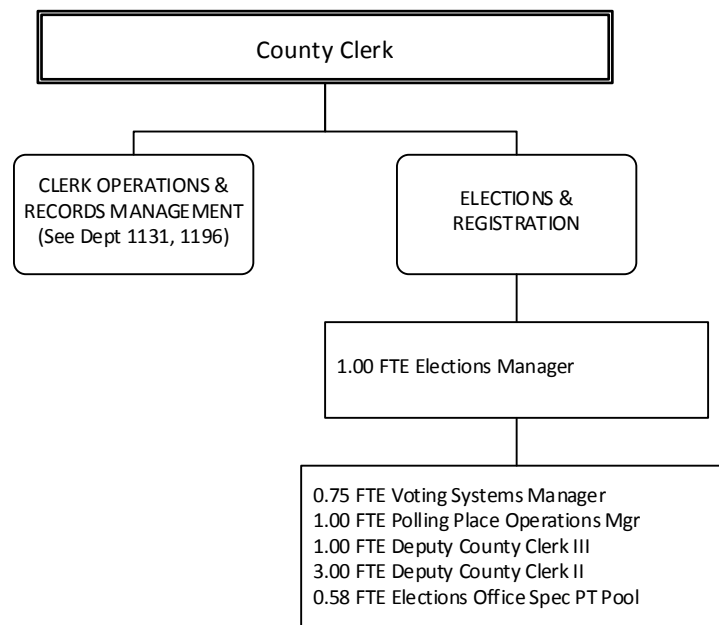 County Clerk
CLERK OPERATIONS &
RECORDS MANAGEMENT
(See Dept 1131, 1196)
ELECTIONS &
REGISTRATION
1.00 FTE Elections Manager
0.75 FTE Voting Systems Manager
1.00 FTE Polling Place Operations Mgr
1.00 FTE Deputy County Clerk III
3.00 FTE Deputy County Clerk II
0.58 FTE Elections Office Spec PT Pool